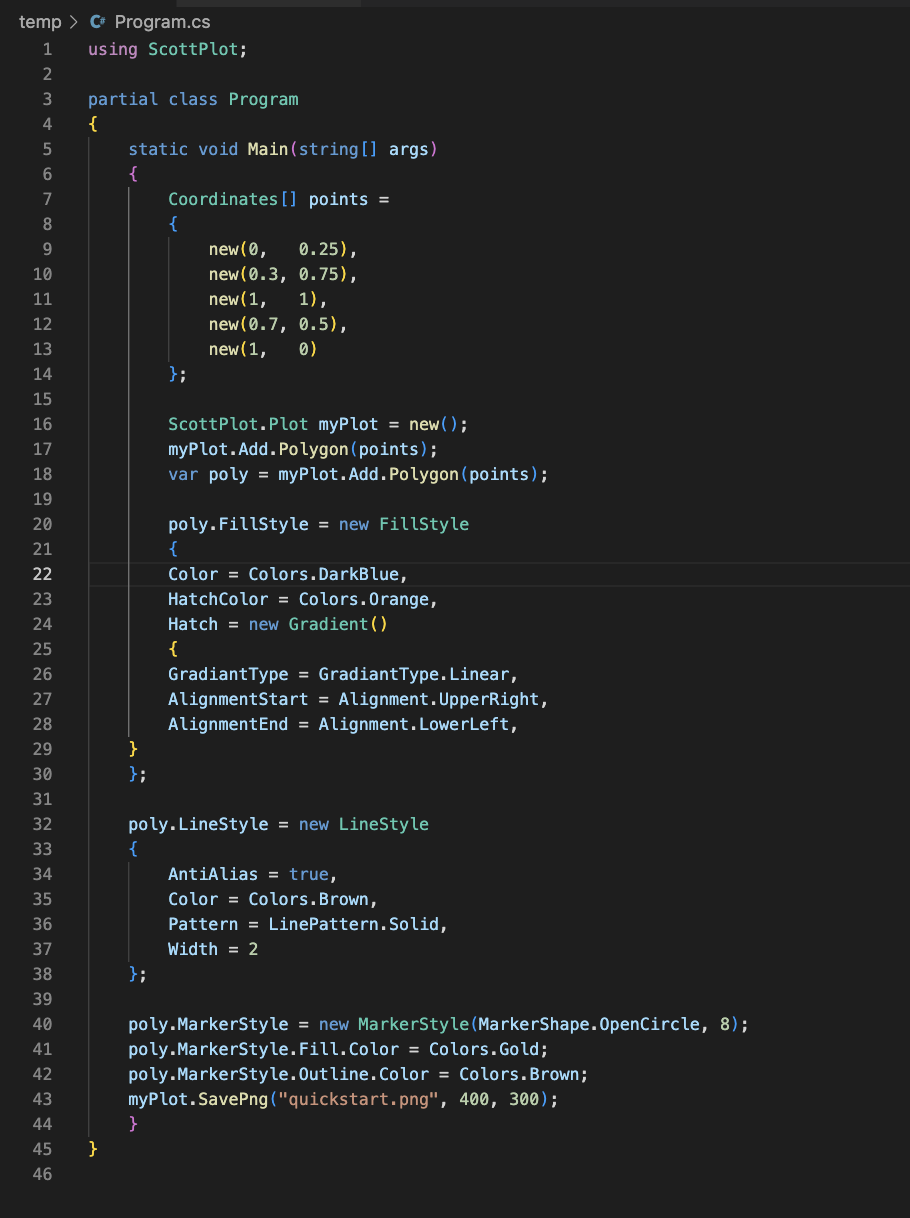 temp > C# Program.cs
1 using ScottPlot;
2
3 partial class Program
4 {
5     static void Main(string[] args)
6     {
7         Coordinates[] points =
8         {
9             new(0,   0.25),
10             new(0.3, 0.75),
11             new(1,   1),
12             new(0.7, 0.5),
13             new(1,   0)
14         };
15
16         ScottPlot.Plot myPlot = new();
17         myPlot.Add.Polygon(points);
18         var poly = myPlot.Add.Polygon(points);
19
20         poly.FillStyle = new FillStyle
21         {
22         Color = Colors.DarkBlue,
23         HatchColor = Colors.Orange,
24         Hatch = new Gradient()
25         {
26         GradiantType = GradiantType.Linear,
27         AlignmentStart = Alignment.UpperRight,
28         AlignmentEnd = Alignment.LowerLeft,
29     }
30     };
31
32     poly.LineStyle = new LineStyle
33     {
34         AntiAlias = true,
35         Color = Colors.Brown,
36         Pattern = LinePattern.Solid,
37         Width = 2
38     };
39
40     poly.MarkerStyle = new MarkerStyle(MarkerShape.OpenCircle, 8);
41     poly.MarkerStyle.Fill.Color = Colors.Gold;
42     poly.MarkerStyle.Outline.Color = Colors.Brown;
43     myPlot.SavePng("quickstart.png", 400, 300);
44     }
45 }
46